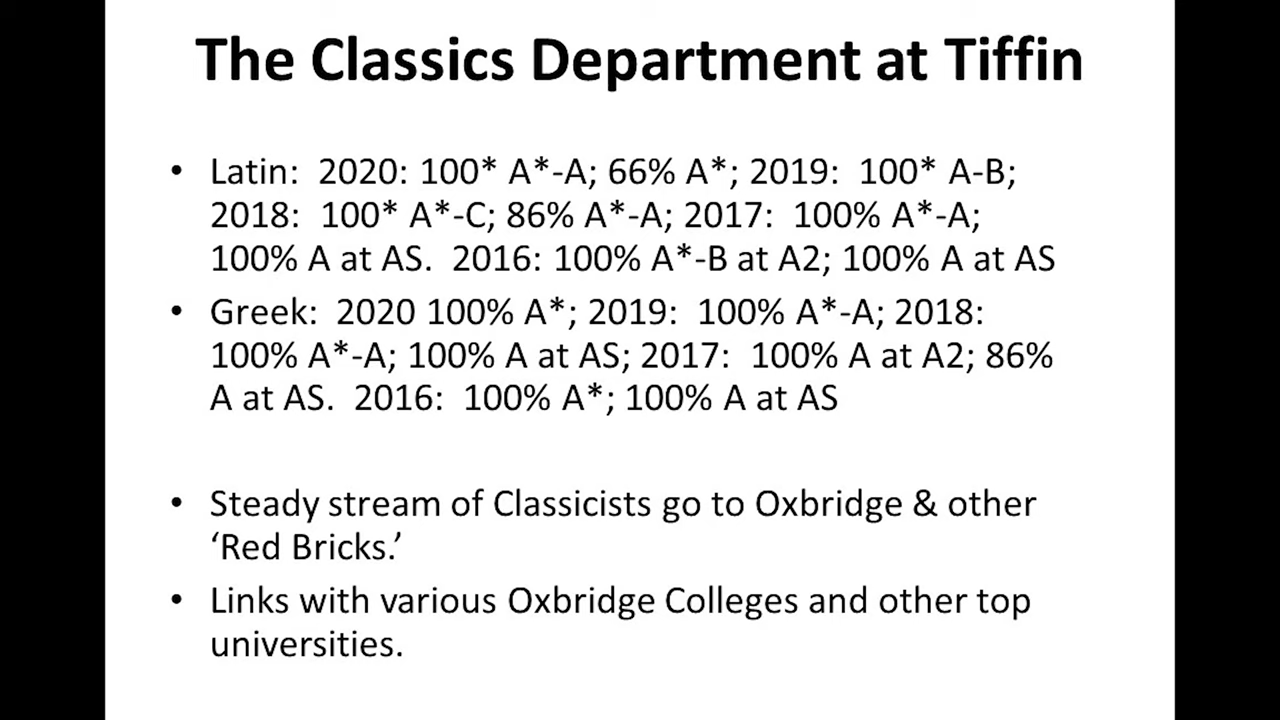 The Classics Department at Tiffin
• Latin:  2020: 100* A*-A; 66% A*; 2019:  100* A-B;
2018:  100* A*-C; 86% A*-A; 2017:  100% A*-A;
100% A at AS.  2016: 100% A*-B at A2; 100% A at AS
• Greek:  2020 100% A*; 2019:  100% A*-A; 2018:
100% A*-A; 100% A at AS; 2017:  100% A at A2; 86%
A at AS.  2016:  100% A*; 100% A at AS
• Steady stream of Classicists go to Oxbridge & other
‘Red Bricks.’
• Links with various Oxbridge Colleges and other top
universities.